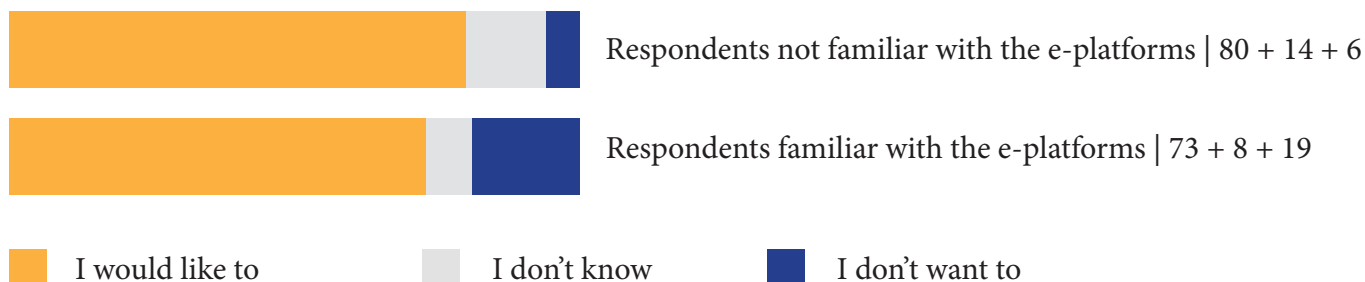 Respondents not familiar with the e-platforms | 80 + 14 + 6
Respondents familiar with the e-platforms | 73 + 8 + 19
I would like to
I don't know
I don't want to